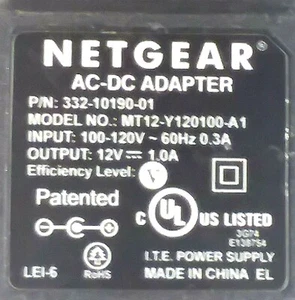 NETGEAR®
AC-DC ADAPTER
P/N: 332-10190-01
MODEL NO.: MT12-Y120100-A1
INPUT: 100-120V ~ 60Hz 0.3A
OUTPUT: 12V ⎓ 1.0A
Efficiency Level: V
Patented
C UL US LISTED
3G74
E138754
I.T.E. POWER SUPPLY
LEI-6 RoHS MADE IN CHINA EL